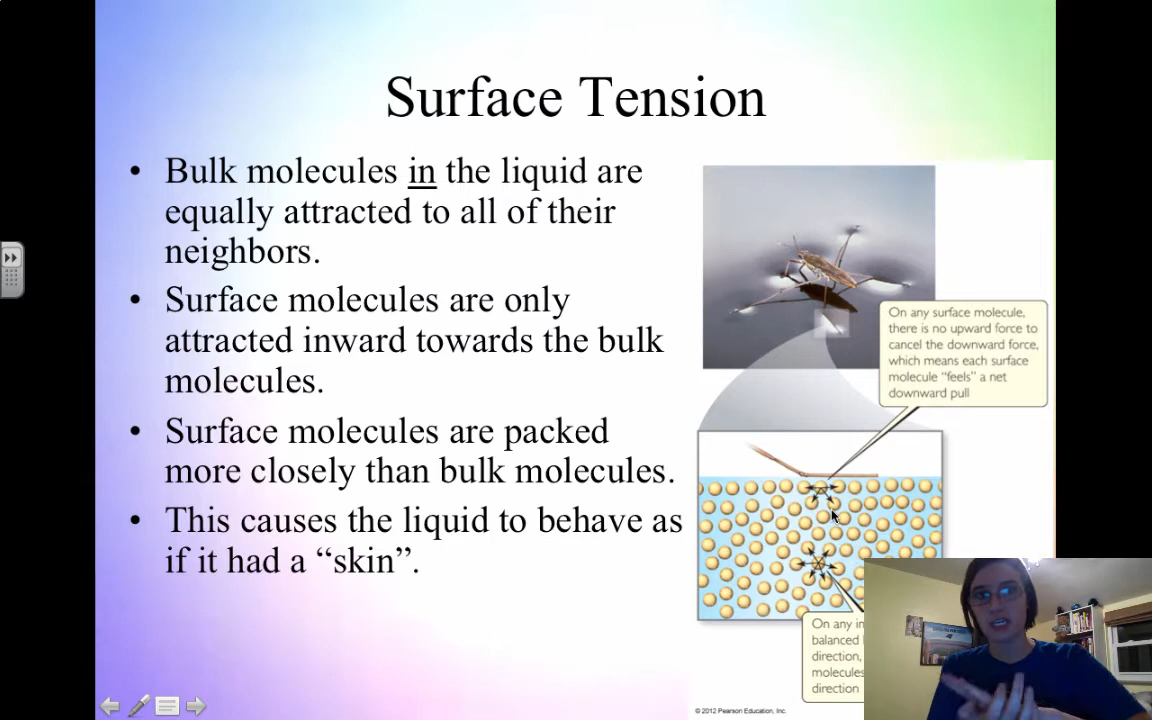 Surface Tension
• Bulk molecules in the liquid are
equally attracted to all of their
neighbors.
• Surface molecules are only
attracted inward towards the bulk
molecules.
• Surface molecules are packed
more closely than bulk molecules.
• This causes the liquid to behave as
if it had a “skin”.
On any surface molecule,
there is no upward force to
cancel the downward force,
which means each surface
molecule “feels” a net
downward pull
On any in
balanced
direction,
molecules
direction
© 2012 Pearson Education, Inc.